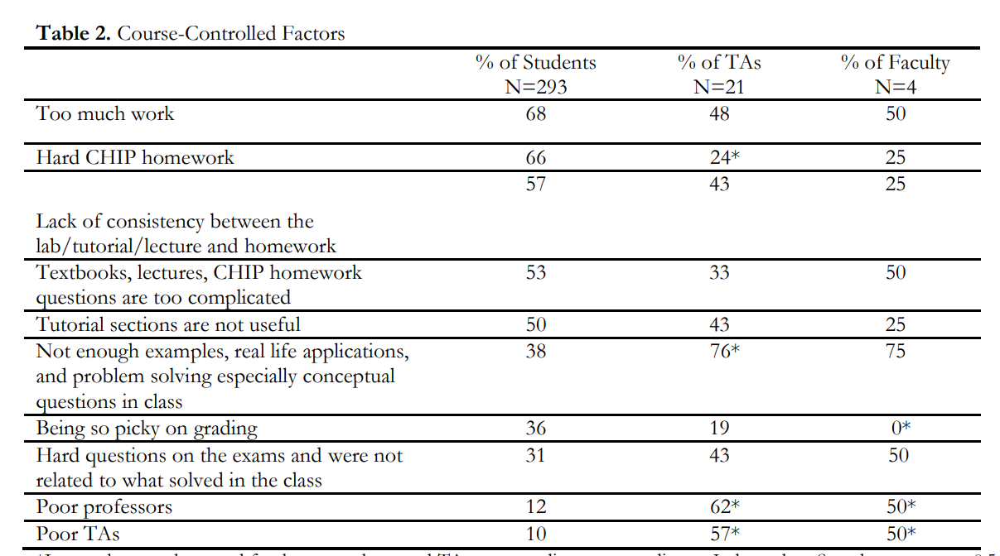 Table 2. Course-Controlled Factors
% of Students % of TAs % of Faculty
N=293 N=21 N=4
Too much work 68 48 50
Hard CHIP homework 66 24* 25
57 43 25
Lack of consistency between the
lab/tutorial/lecture and homework
Textbooks, lectures, CHIP homework 53 33 50
questions are too complicated
Tutorial sections are not useful 50 43 25
Not enough examples, real life applications, 38 76* 75
and problem solving especially conceptual
questions in class
Being so picky on grading 36 19 0*
Hard questions on the exams and were not 31 43 50
related to what solved in the class
Poor professors 12 62* 50*
Poor TAs 10 57* 50*